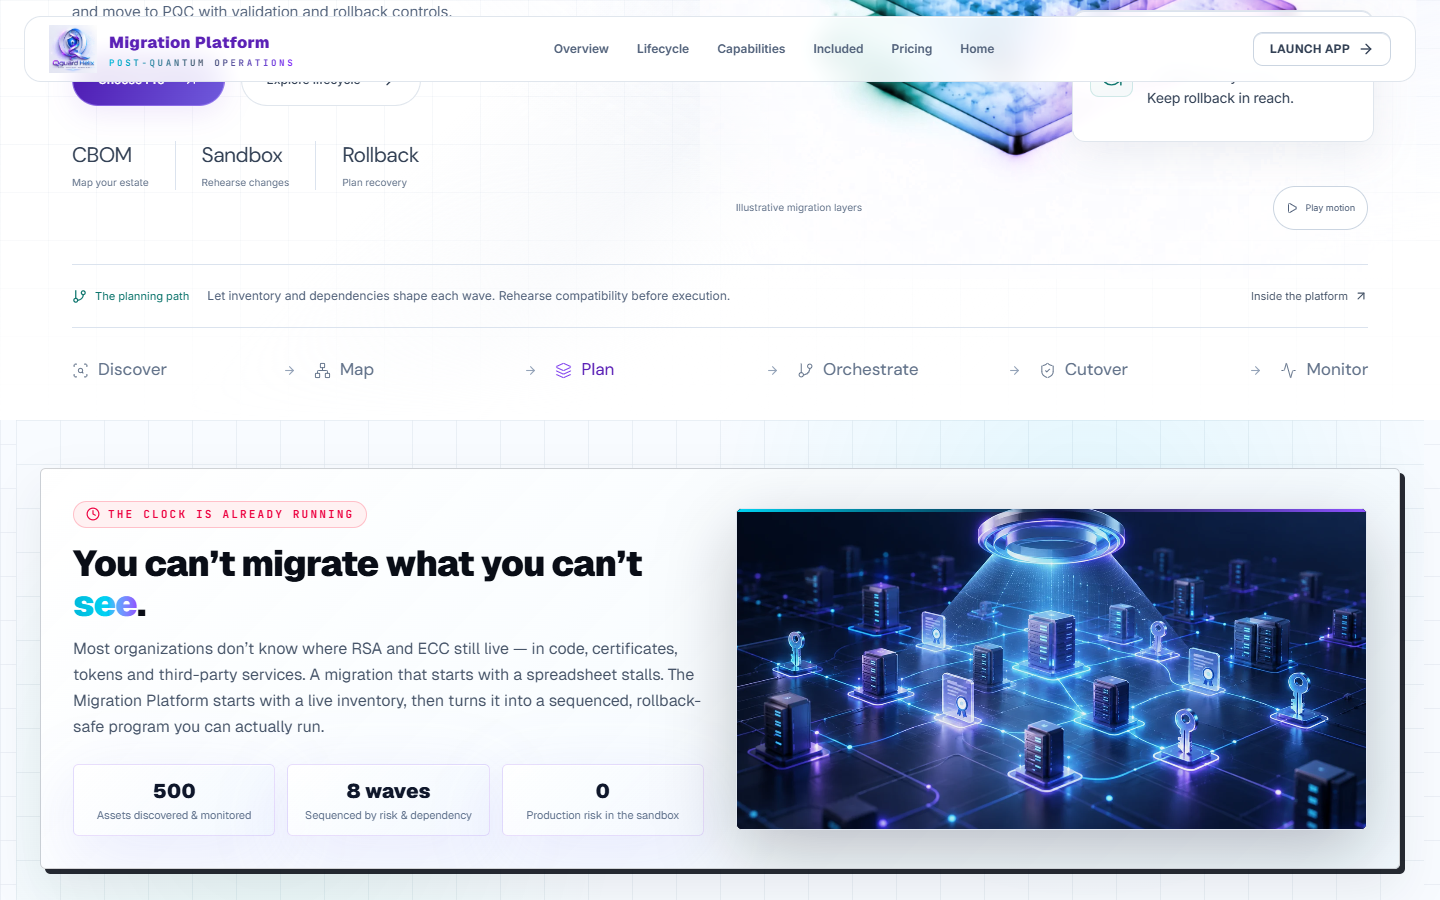 and move to PQC with validation and rollback controls.
Qguard Helix
Migration Platform
POST-QUANTUM OPERATIONS
Overview
Lifecycle
Capabilities
Included
Pricing
Home
LAUNCH APP
Keep rollback in reach.
CBOM
Map your estate
Sandbox
Rehearse changes
Rollback
Plan recovery
Illustrative migration layers
Play motion
The planning path
Let inventory and dependencies shape each wave. Rehearse compatibility before execution.
Inside the platform
Discover
Map
Plan
Orchestrate
Cutover
Monitor
THE CLOCK IS ALREADY RUNNING
You can’t migrate what you can’t
see.
Most organizations don’t know where RSA and ECC still live — in code, certificates,
tokens and third-party services. A migration that starts with a spreadsheet stalls. The
Migration Platform starts with a live inventory, then turns it into a sequenced, rollback-
safe program you can actually run.
500
Assets discovered & monitored
8 waves
Sequenced by risk & dependency
0
Production risk in the sandbox